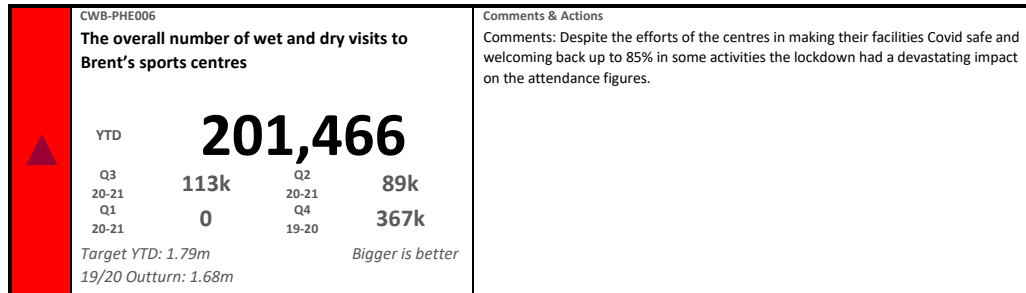 CWB-PHE006
The overall number of wet and dry visits to
Brent's sports centres
YTD 201,466
Q3
20-21 113k Q2
20-21 89k
Q1
20-21 0 Q4
19-20 367k
Target YTD: 1.79m Bigger is better
19/20 Outturn: 1.68m
Comments & Actions
Comments: Despite the efforts of the centres in making their facilities Covid safe and
welcoming back up to 85% in some activities the lockdown had a devastating impact
on the attendance figures.